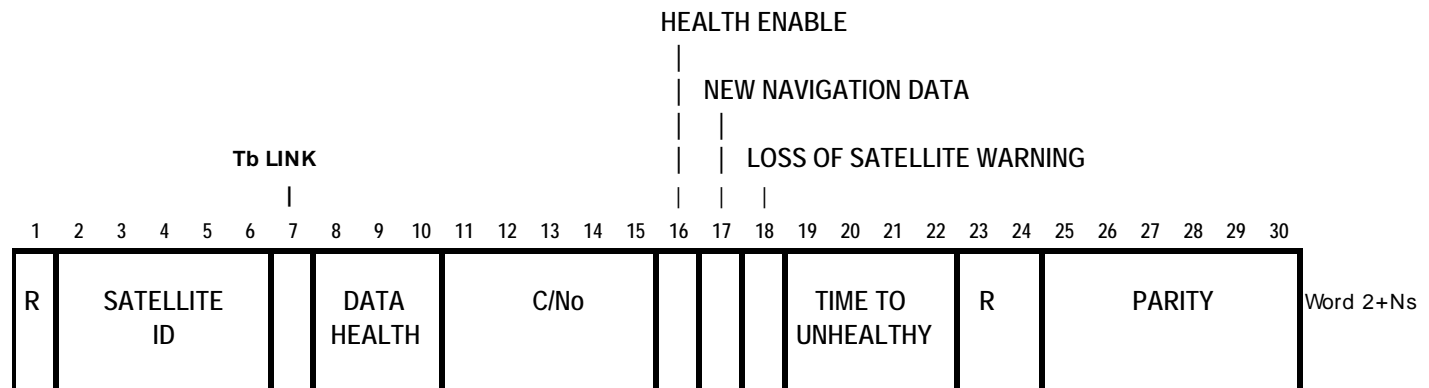 HEALTH ENABLE
NEW NAVIGATION DATA
Tb LINK
LOSS OF SATELLITE WARNING
1 2 3 4 5 6 7 8 9 10 11 12 13 14 15 16 17 18 19 20 21 22 23 24 25 26 27 28 29 30
R SATELLITE DATA C/No TIME TO R PARITY Word 2+Ns
ID HEALTH UNHEALTHY